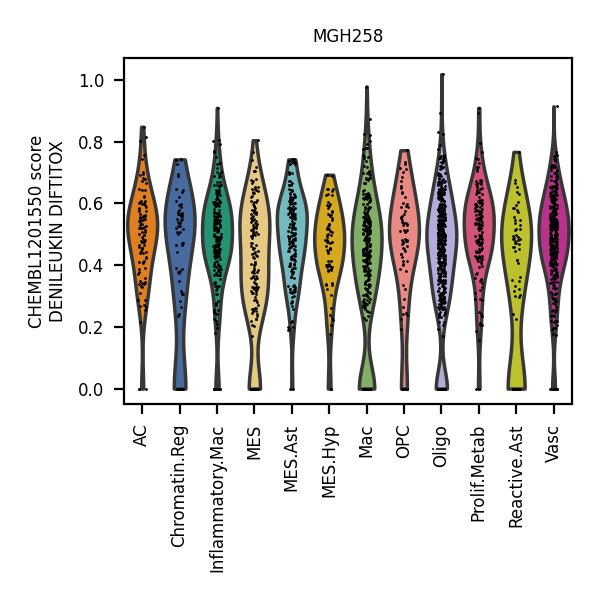 MGH258
CHEMBL1201550 score
DENILEUKIN DIFTITOX
1.0
0.8
0.6
0.4
0.2
0.0
AC
Chromatin.Reg
Inflammatory.Mac
MES
MES.Ast
MES.Hyp
Mac
OPC
Oligo
Prolif.Metab
Reactive.Ast
Vasc